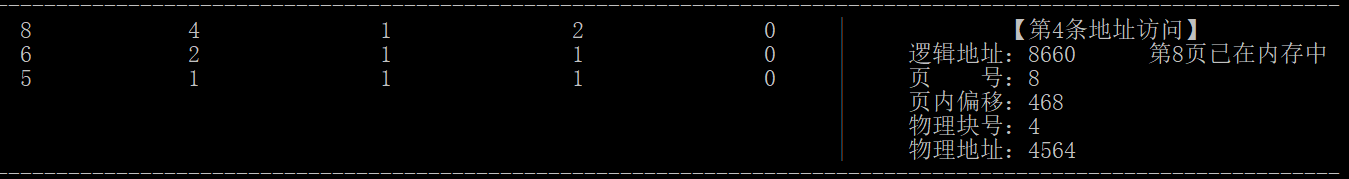 8 4 1 2 0 【第4条地址访问】
6 2 1 1 0 逻辑地址：8660 第8页已在内存中
5 1 1 1 0 页 号：8
页内偏移：468
物理块号：4
物理地址：4564